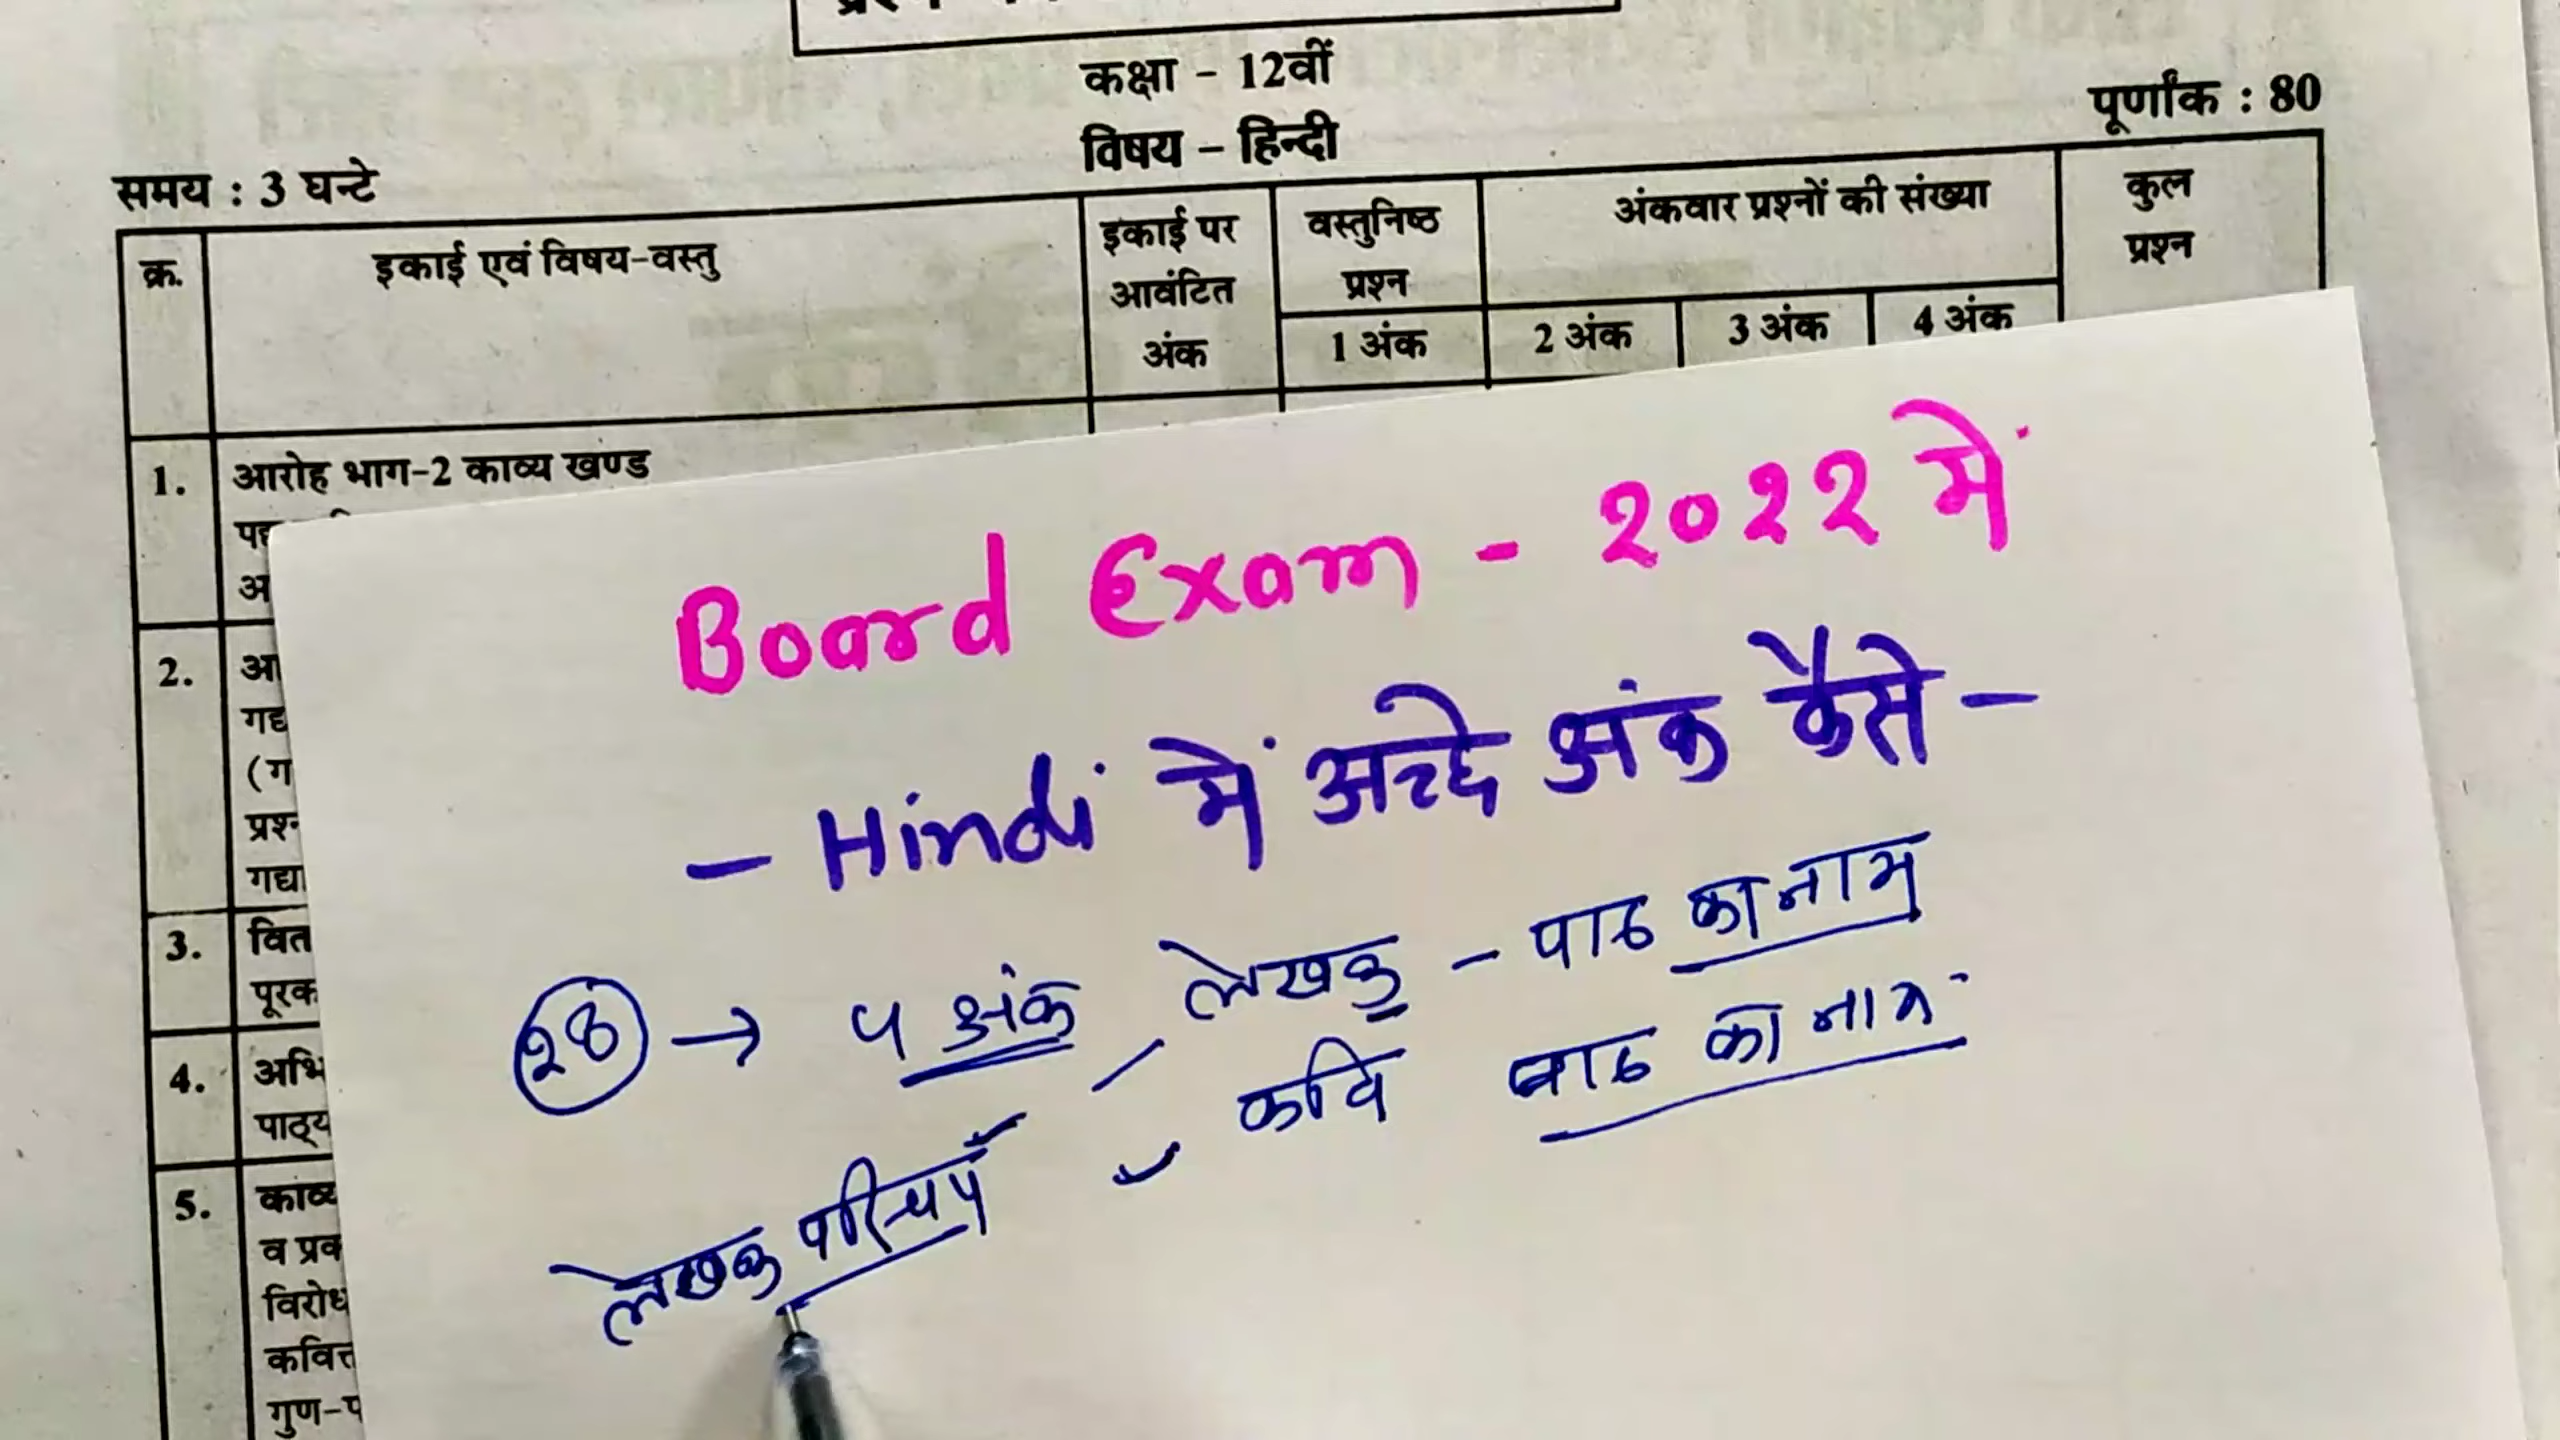 कक्षा - 12वीं
विषय - हिन्दी
पूर्णांक : 80
समय : 3 घन्टे
क्र. इकाई एवं विषय-वस्तु इकाई पर आवंटित अंक वस्तुनिष्ठ प्रश्न अंकवार प्रश्नों की संख्या कुल प्रश्न
1 अंक 2 अंक 3 अंक 4 अंक
1. आरोह भाग-2 काव्य खण्ड
2.
3.
पूरक
4.
5.
Board Exam - 2022 में
- Hindi में अच्छे अंक कैसे -
→ 4 अंक लेखक - पाठ का नाम
कवि पाठ का नाम
लेखक परिचय